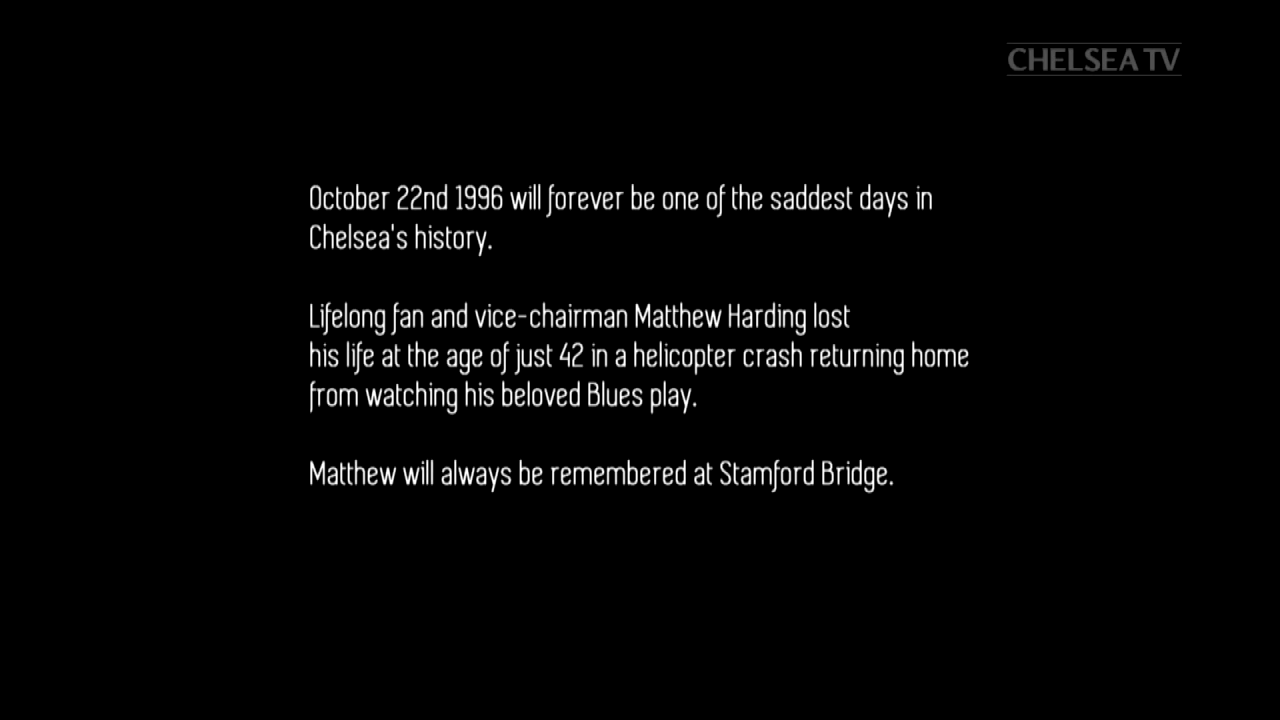 CHELSEA TV
October 22nd 1996 will forever be one of the saddest days in
Chelsea's history.
Lifelong fan and vice-chairman Matthew Harding lost
his life at the age of just 42 in a helicopter crash returning home
from watching his beloved Blues play.
Matthew will always be remembered at Stamford Bridge.